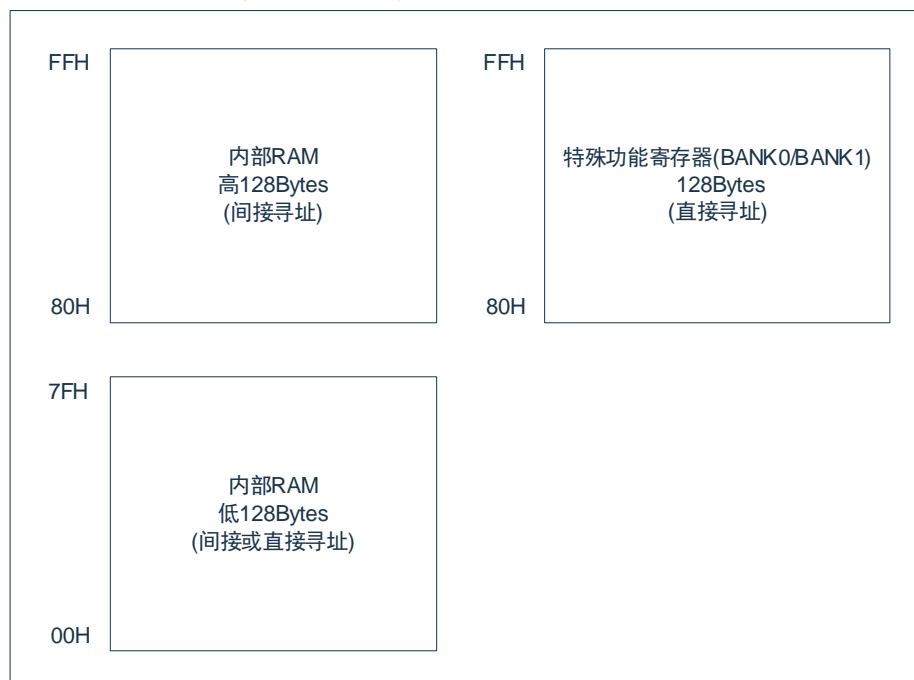 FFH
内部RAM
高128Bytes
(间接寻址)
80H
FFH
特殊功能寄存器(BANK0/BANK1)
128Bytes
(直接寻址)
80H
7FH
内部RAM
低128Bytes
(间接或直接寻址)
00H